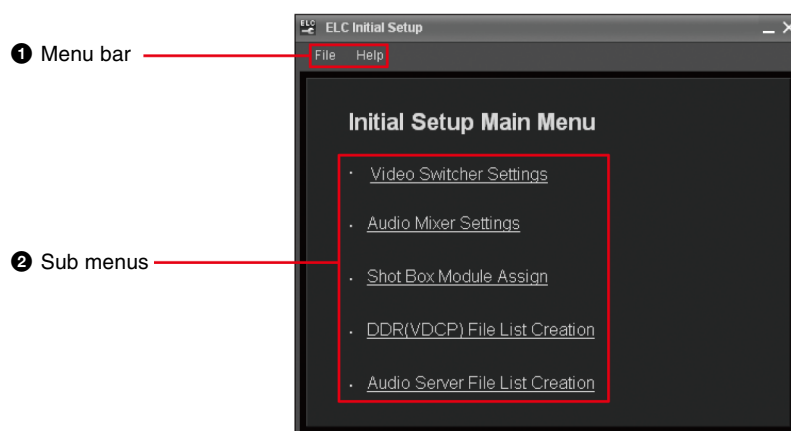 ELC ELC Initial Setup
❶ Menu bar
File Help
Initial Setup Main Menu
· Video Switcher Settings
· Audio Mixer Settings
❷ Sub menus
· Shot Box Module Assign
· DDR(VDCP) File List Creation
· Audio Server File List Creation